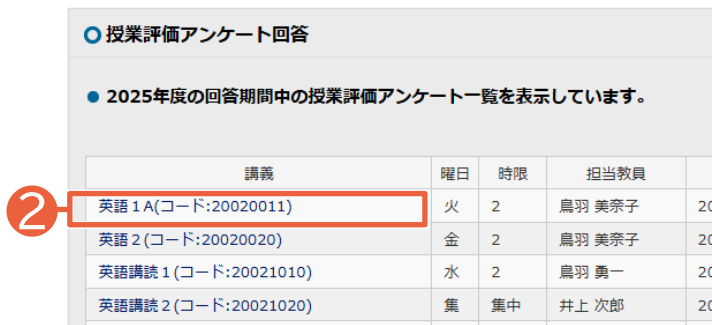 授業評価アンケート回答
2025年度の回答期間中の授業評価アンケート一覧を表示しています。
講義 曜日 時限 担当教員
2
英語1A(コード:20020011) 火 2 鳥羽 美奈子 20
英語2(コード:20020020) 金 2 鳥羽 美奈子 20
英語講読1(コード:20021010) 水 2 鳥羽 勇一 20
英語講読2(コード:20021020) 集 集中 井上 次郎 20